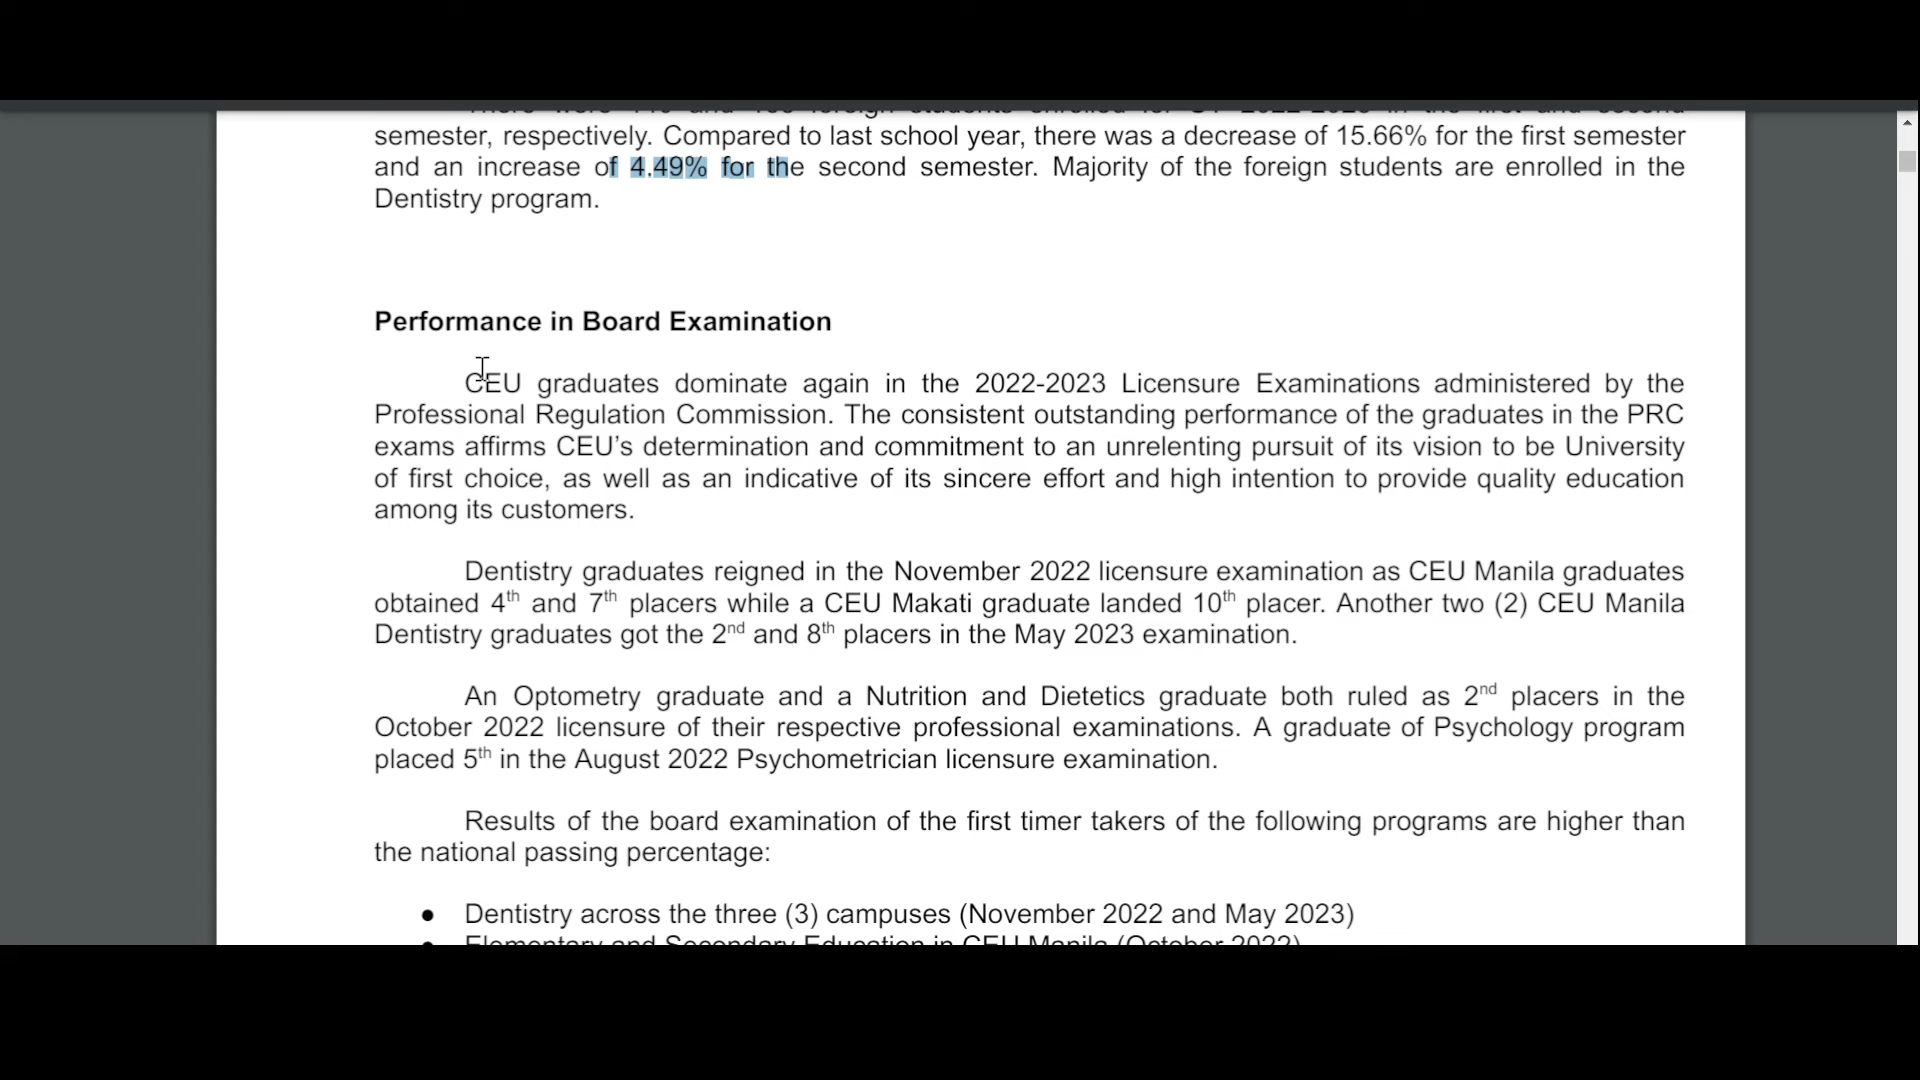 semester, respectively. Compared to last school year, there was a decrease of 15.66% for the first semester
and an increase of 4.49% for the second semester. Majority of the foreign students are enrolled in the
Dentistry program.
Performance in Board Examination
CEU graduates dominate again in the 2022-2023 Licensure Examinations administered by the
Professional Regulation Commission. The consistent outstanding performance of the graduates in the PRC
exams affirms CEU’s determination and commitment to an unrelenting pursuit of its vision to be University
of first choice, as well as an indicative of its sincere effort and high intention to provide quality education
among its customers.
Dentistry graduates reigned in the November 2022 licensure examination as CEU Manila graduates
obtained 4th and 7th placers while a CEU Makati graduate landed 10th placer. Another two (2) CEU Manila
Dentistry graduates got the 2nd and 8th placers in the May 2023 examination.
An Optometry graduate and a Nutrition and Dietetics graduate both ruled as 2nd placers in the
October 2022 licensure of their respective professional examinations. A graduate of Psychology program
placed 5th in the August 2022 Psychometrician licensure examination.
Results of the board examination of the first timer takers of the following programs are higher than
the national passing percentage:
● Dentistry across the three (3) campuses (November 2022 and May 2023)
● Elementary and Secondary Education in CEU Manila (October 2022)